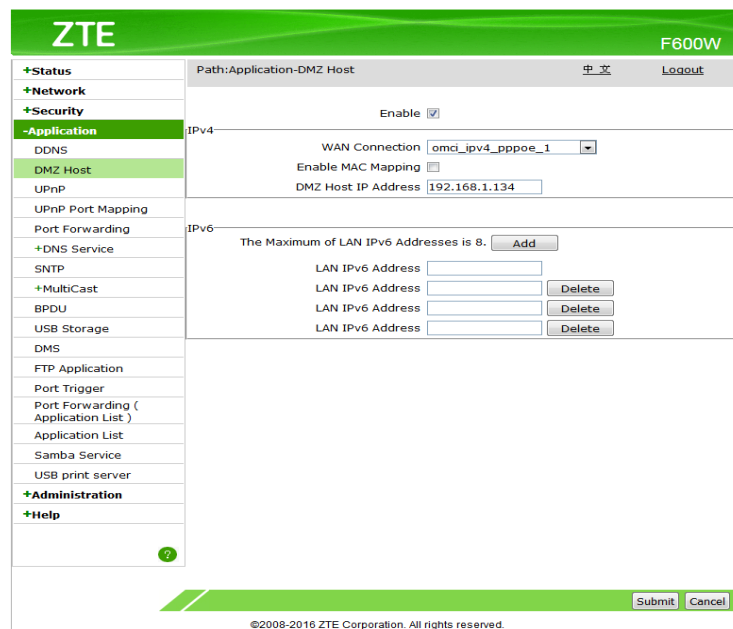 ZTE
F600W
+Status
Path:Application-DMZ Host
中文
Logout
+Network
+Security
-Application
DDNS
DMZ Host
UPnP
UPnP Port Mapping
Port Forwarding
+DNS Service
SNTP
+MultiCast
BPDU
USB Storage
DMS
FTP Application
Port Trigger
Port Forwarding (
Application List )
Application List
Samba Service
USB print server
+Administration
+Help
?
Enable
IPv4
WAN Connection omci_ipv4_pppoe_1
Enable MAC Mapping
DMZ Host IP Address 192.168.1.134
IPv6
The Maximum of LAN IPv6 Addresses is 8. Add
LAN IPv6 Address
LAN IPv6 Address Delete
LAN IPv6 Address Delete
LAN IPv6 Address Delete
Submit Cancel
©2008-2016 ZTE Corporation. All rights reserved.